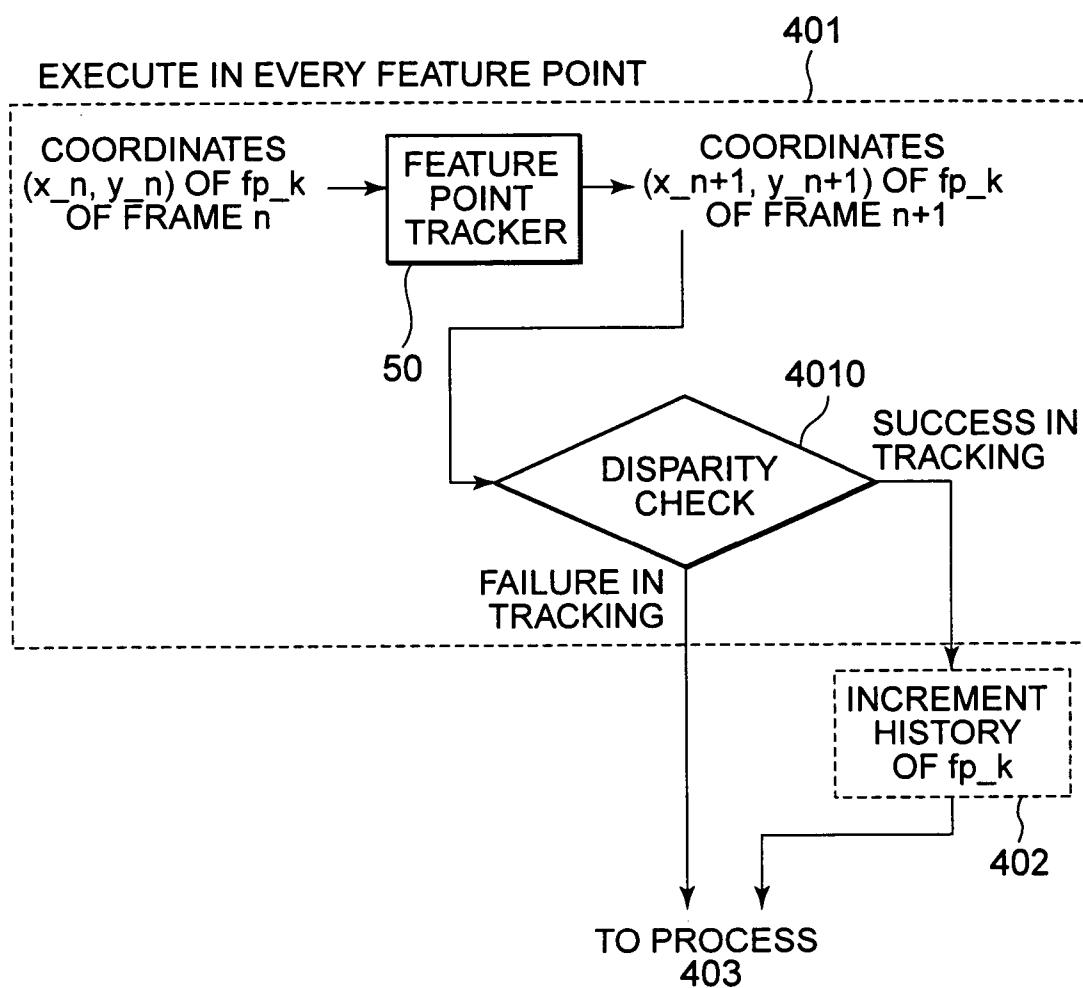 401
EXECUTE IN EVERY FEATURE POINT
COORDINATES
(x_n, y_n) OF fp_k
OF FRAME n
FEATURE
POINT
TRACKER
COORDINATES
(x_n+1, y_n+1) OF fp_k
OF FRAME n+1
50
4010
DISPARITY
CHECK
SUCCESS IN
TRACKING
FAILURE IN
TRACKING
INCREMENT
HISTORY
OF fp_k
402
TO PROCESS
403